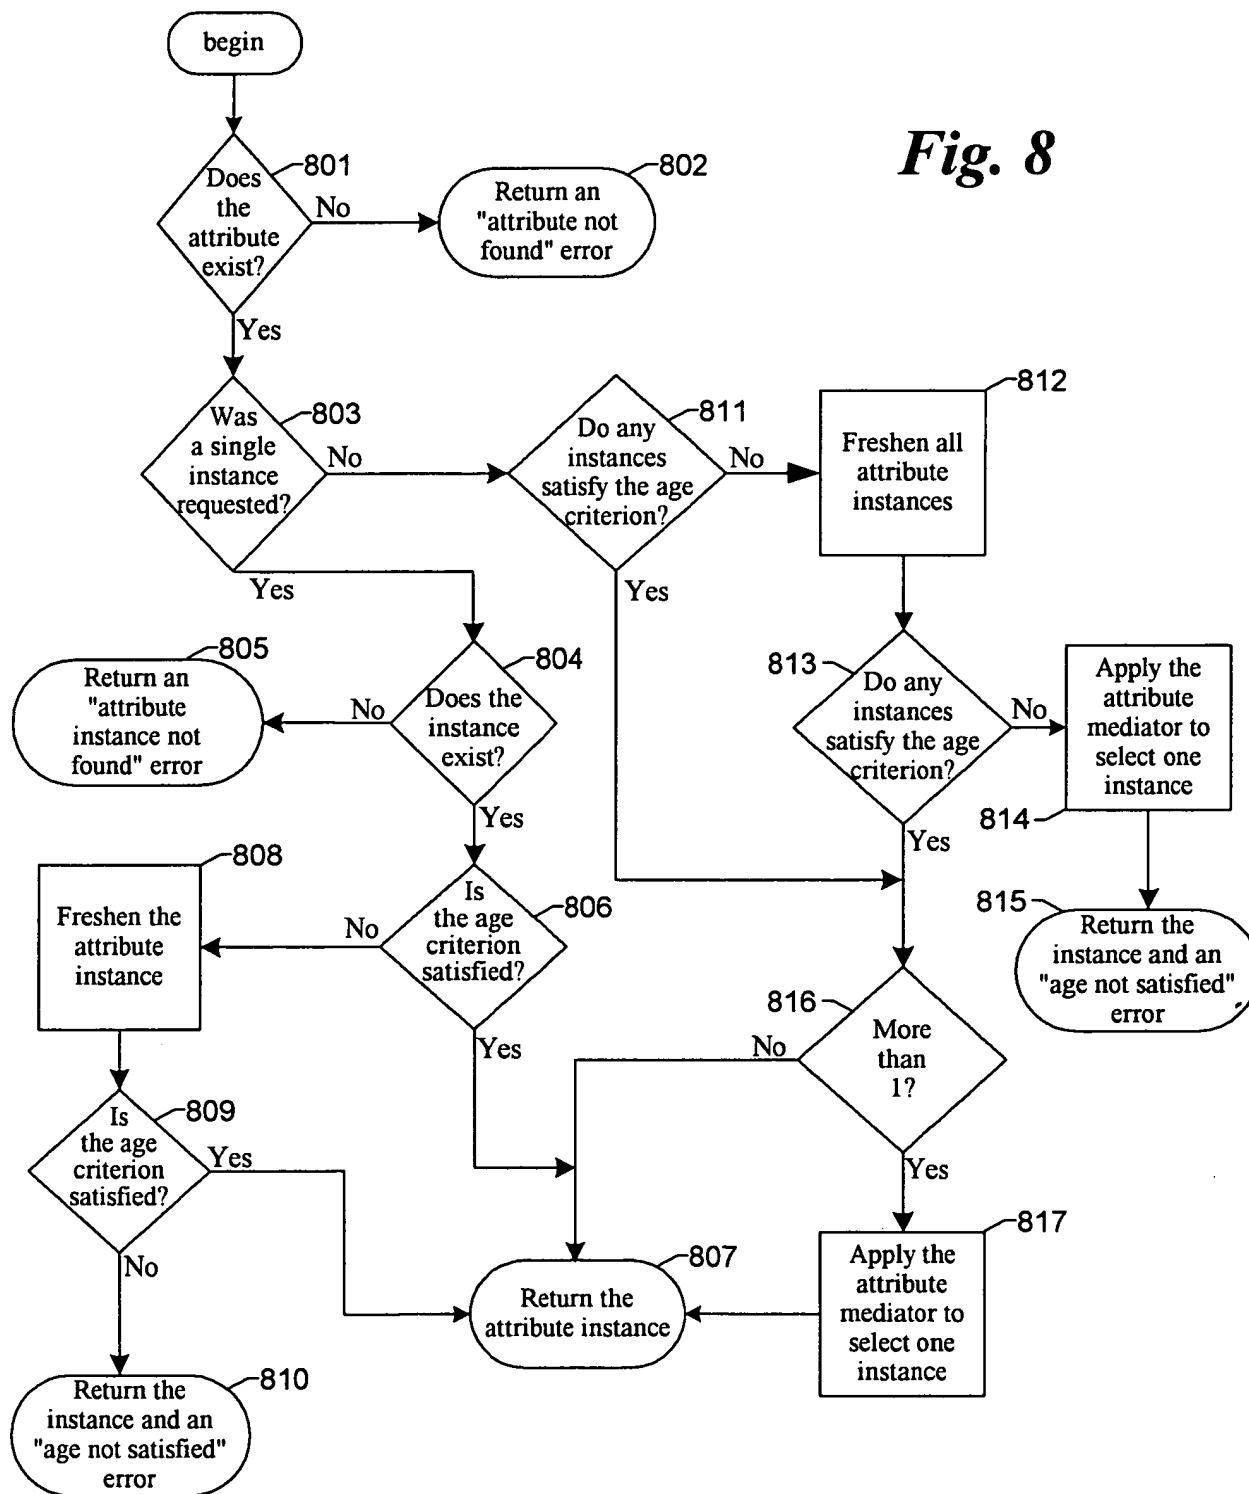 begin
Fig. 8
801
Does
the
attribute
exist?
No
802
Return an
"attribute not
found" error
Yes
803
Was
a single
instance
requested?
No
811
Do any
instances
satisfy the age
criterion?
No
812
Freshen all
attribute
instances
Yes
Yes
805
Return an
"attribute
instance not
found" error
804
Does the
instance
exist?
No
813
Do any
instances
satisfy the age
criterion?
No
Apply the
attribute
mediator to
select one
instance
814
Yes
Yes
808
Freshen the
attribute
instance
806
Is
the age
criterion
satisfied?
No
815
Return the
instance and an
"age not satisfied"
error
816
More
than
1?
No
Yes
809
Is
the age
criterion
satisfied?
Yes
Yes
817
Apply the
attribute
mediator to
select one
instance
807
Return the
attribute instance
No
810
Return the
instance and an
"age not satisfied"
error